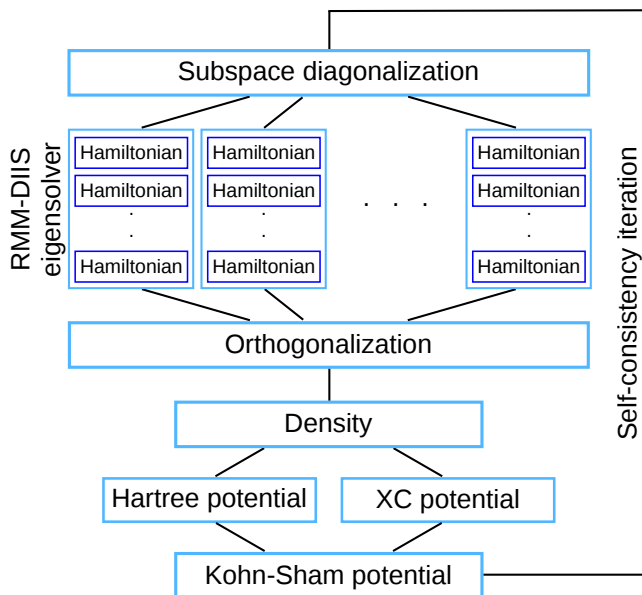 Subspace diagonalization
RMM-DIIS
eigensolver
Hamiltonian Hamiltonian Hamiltonian
Hamiltonian Hamiltonian . . . Hamiltonian
. . .
. . .
Hamiltonian Hamiltonian Hamiltonian
Orthogonalization
Density
Hartree potential XC potential
Kohn-Sham potential
Self-consistency iteration